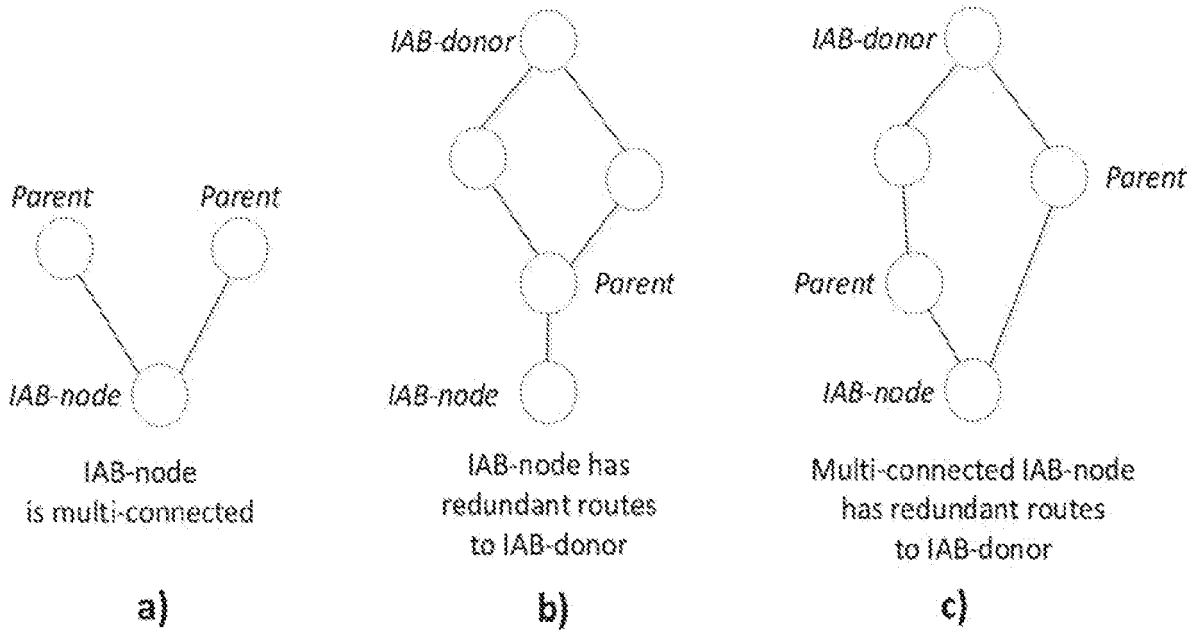 Parent
Parent
IAB-node
IAB-node
is multi-connected
a)
IAB-donor
Parent
IAB-node
IAB-node has
redundant routes
to IAB-donor
b)
IAB-donor
Parent
Parent
IAB-node
Multi-connected IAB-node
has redundant routes
to IAB-donor
c)